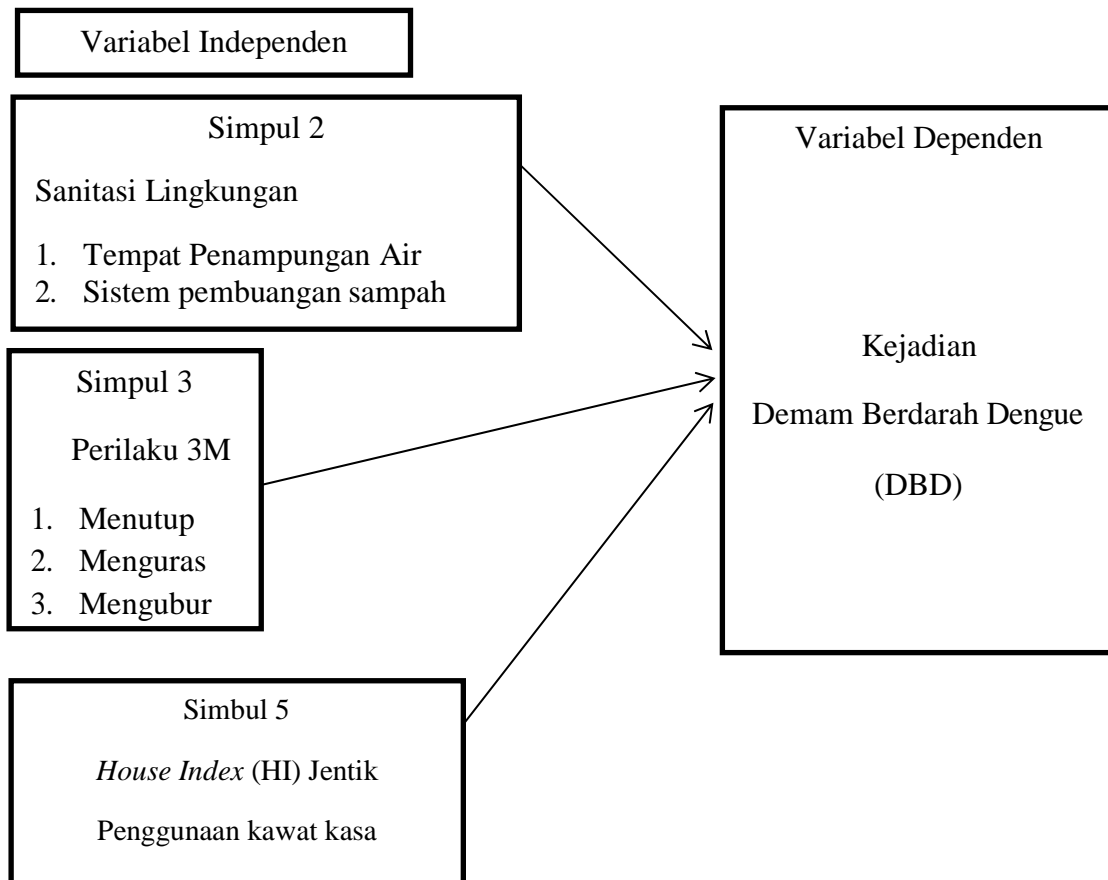 Variabel Independen
Simpul 2
Sanitasi Lingkungan
1. Tempat Penampungan Air
2. Sistem pembuangan sampah
Simpul 3
Perilaku 3M
1. Menutup
2. Menguras
3. Mengubur
Simbul 5
House Index (HI) Jentik
Penggunaan kawat kasa
Variabel Dependen
Kejadian
Demam Berdarah Dengue
(DBD)